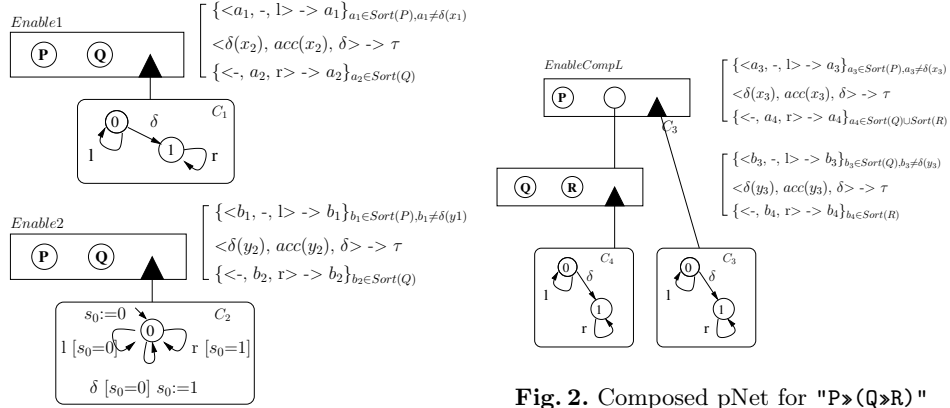 Enable1
P Q
{<a₁, -, l> -> a₁}a₁∈Sort(P),a₁≠δ(x₁)
<δ(x₂), acc(x₂), δ> -> τ
{<-, a₂, r> -> a₂}a₂∈Sort(Q)
C₁
0 δ
l 1 r
Enable2
P Q
{<b₁, -, l> -> b₁}b₁∈Sort(P),b₁≠δ(y1)
<δ(y₂), acc(y₂), δ> -> τ
{<-, b₂, r> -> b₂}b₂∈Sort(Q)
s₀:=0 C₂
0
l [s₀=0] r [s₀=1]
δ [s₀=0] s₀:=1
EnableCompL
P
C₃
{<a₃, -, l> -> a₃}a₃∈Sort(P),a₃≠δ(x₃)
<δ(x₃), acc(x₃), δ> -> τ
{<-, a₄, r> -> a₄}a₄∈Sort(Q)∪Sort(R)
Q R
{<b₃, -, l> -> b₃}b₃∈Sort(Q),b₃≠δ(y₃)
<δ(y₃), acc(y₃), δ> -> τ
{<-, b₄, r> -> b₄}b₄∈Sort(R)
C₄
0 δ
l
1
r
C₃
0 δ
l
1
r
Fig. 2. Composed pNet for "P≫(Q≫R)"